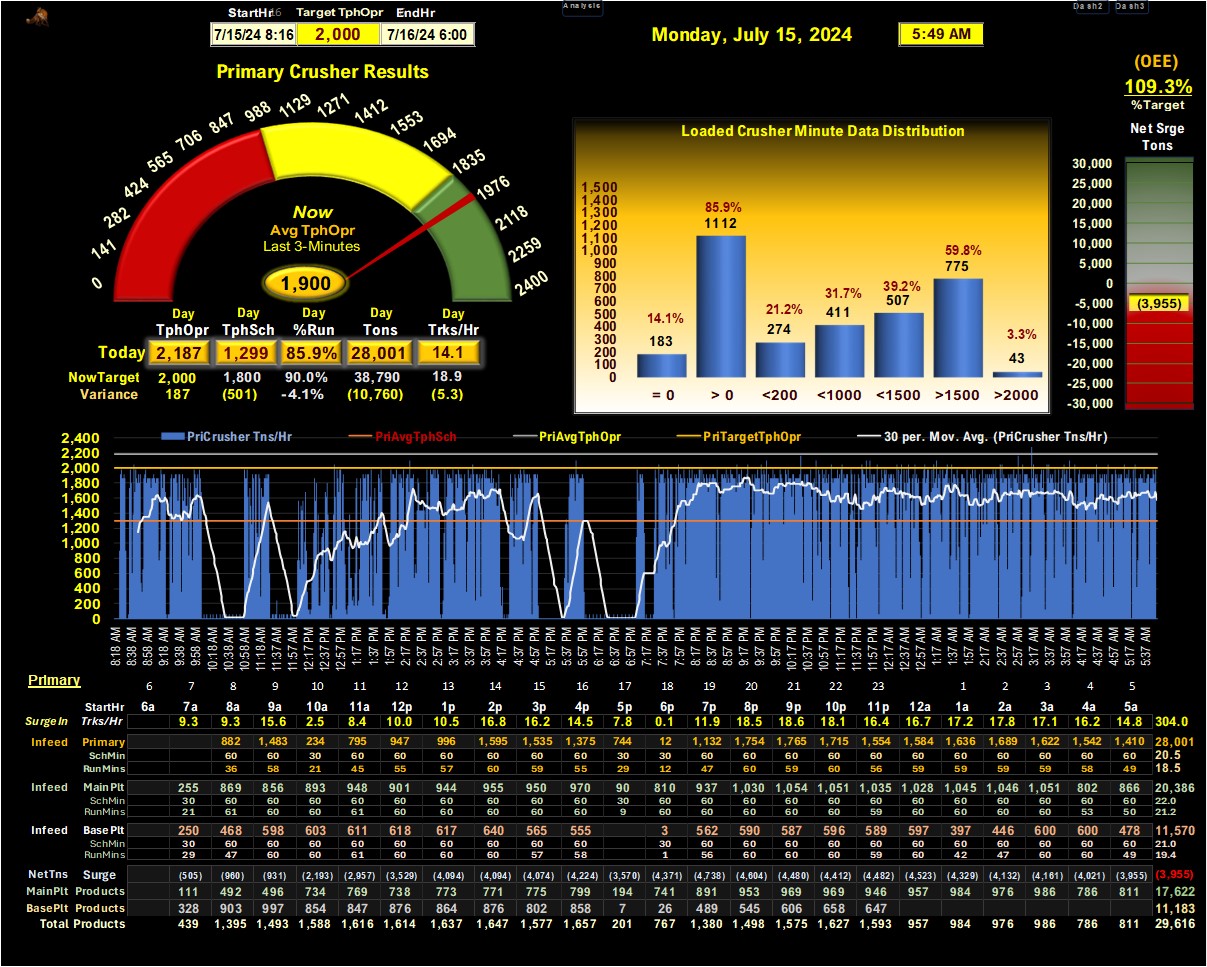 Analysis
Dash2 Dash3
StartHr Target TphOpr EndHr
7/15/24 8:16 2,000 7/16/24 6:00
Monday, July 15, 2024 5:49 AM
(OEE)
109.3%
%Target
Net Srge
Tons
30,000
25,000
20,000
15,000
10,000
5,000
0
-5,000
(3,955)
-10,000
-15,000
-20,000
-25,000
-30,000
Primary Crusher Results
0 141 282 424 565 706 847 988 1129 1271 1412 1553 1694 1835 1976 2118 2259 2400
Now
Avg TphOpr
Last 3-Minutes
1,900
Day Day Day Day Day
TphOpr TphSch %Run Tons Trks/Hr
Today 2,187 1,299 85.9% 28,001 14.1
NowTarget 2,000 1,800 90.0% 38,790 18.9
Variance 187 (501) -4.1% (10,760) (5.3)
Loaded Crusher Minute Data Distribution
1,500
1,400
1,300
1,200
1,100
1,000
900
800
700
600
500
400
300
200
100
0
14.1% 85.9% 21.2% 31.7% 39.2% 59.8% 3.3%
183 1112 274 411 507 775 43
= 0 > 0 <200 <1000 <1500 >1500 >2000
PriCrusher Tns/Hr PriAvgTphSch PriAvgTphOpr PriTargetTphOpr 30 per. Mov. Avg. (PriCrusher Tns/Hr)
2,400
2,200
2,000
1,800
1,600
1,400
1,200
1,000
800
600
400
200
0
8:18 AM 8:38 AM 8:58 AM 9:18 AM 9:38 AM 9:58 AM 10:18 AM 10:38 AM 10:58 AM 11:18 AM 11:37 AM 11:57 AM 12:17 PM 12:37 PM 12:57 PM 1:17 PM 1:37 PM 1:57 PM 2:17 PM 2:37 PM 2:57 PM 3:17 PM 3:37 PM 3:57 PM 4:17 PM 4:37 PM 4:57 PM 5:17 PM 5:37 PM 5:57 PM 6:17 PM 6:37 PM 6:57 PM 7:17 PM 7:37 PM 7:57 PM 8:17 PM 8:37 PM 8:57 PM 9:17 PM 9:37 PM 9:57 PM 10:17 PM 10:37 PM 10:57 PM 11:17 PM 11:37 PM 11:57 PM 12:17 AM 12:37 AM 12:57 AM 1:17 AM 1:37 AM 1:57 AM 2:17 AM 2:37 AM 2:57 AM 3:17 AM 3:37 AM 3:57 AM 4:17 AM 4:37 AM 4:57 AM 5:17 AM 5:37 AM
Primary
6 7 8 9 10 11 12 13 14 15 16 17 18 19 20 21 22 23 1 2 3 4 5
StartHr 6a 7a 8a 9a 10a 11a 12p 1p 2p 3p 4p 5p 6p 7p 8p 9p 10p 11p 12a 1a 2a 3a 4a 5a
SurgeIn Trks/Hr 9.3 9.3 15.6 2.5 8.4 10.0 10.5 16.8 16.2 14.5 7.8 0.1 11.9 18.5 18.6 18.1 16.4 16.7 17.2 17.8 17.1 16.2 14.8 304.0
Infeed Primary 882 1,483 234 795 947 996 1,595 1,535 1,375 744 12 1,132 1,754 1,765 1,715 1,554 1,584 1,636 1,689 1,622 1,542 1,410 28,001
SchMin 60 60 30 60 60 60 60 60 60 30 30 60 60 60 60 60 60 60 60 60 60 60 20.5
RunMins 36 58 21 45 55 57 60 59 55 29 12 47 60 59 60 56 59 59 59 59 58 49 18.5
Infeed MainPlt 255 869 856 893 948 901 944 955 950 970 90 810 937 1,030 1,054 1,051 1,035 1,028 1,045 1,046 1,051 802 866 20,386
SchMin 30 60 60 60 60 60 60 60 60 60 30 60 60 60 60 60 60 60 60 60 60 60 60 22.0
RunMins 21 61 60 60 61 60 60 60 60 60 9 60 60 60 60 60 59 60 60 60 60 53 50 21.2
Infeed BasePlt 250 468 598 603 611 618 617 640 565 555 3 562 590 587 596 589 597 397 446 600 600 478 11,570
SchMin 30 60 60 60 60 60 60 60 60 60 60 60 60 60 60 60 60 60 60 60 60 60 21.0
RunMins 29 47 60 60 61 60 60 60 57 58 1 56 60 60 60 59 60 42 47 60 60 49 19.4
NetTns Surge (505) (960) (931) (2,193) (2,957) (3,529) (4,094) (4,094) (4,074) (4,224) (3,570) (4,371) (4,738) (4,604) (4,480) (4,412) (4,482) (4,523) (4,329) (4,132) (4,161) (4,021) (3,955) (3,955)
MainPlt Products 111 492 496 734 769 738 773 771 775 799 194 741 891 953 969 969 946 957 984 976 986 786 811 17,622
BasePlt Products 328 903 997 854 847 876 864 876 802 858 7 26 489 545 606 658 647 11,183
Total Products 439 1,395 1,493 1,588 1,616 1,614 1,637 1,647 1,577 1,657 201 767 1,380 1,498 1,575 1,627 1,593 957 984 976 986 786 811 29,616